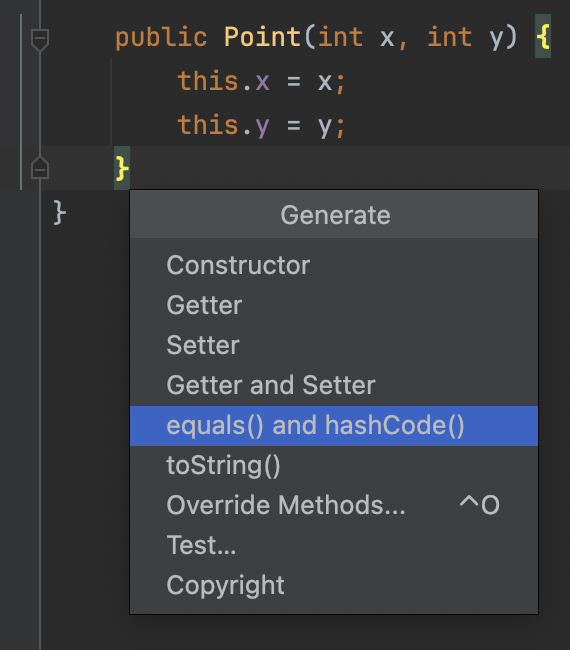 public Point(int x, int y) {
this.x = x;
this.y = y;
}
}
Generate
Constructor
Getter
Setter
Getter and Setter
equals() and hashCode()
toString()
Override Methods... ^O
Test...
Copyright